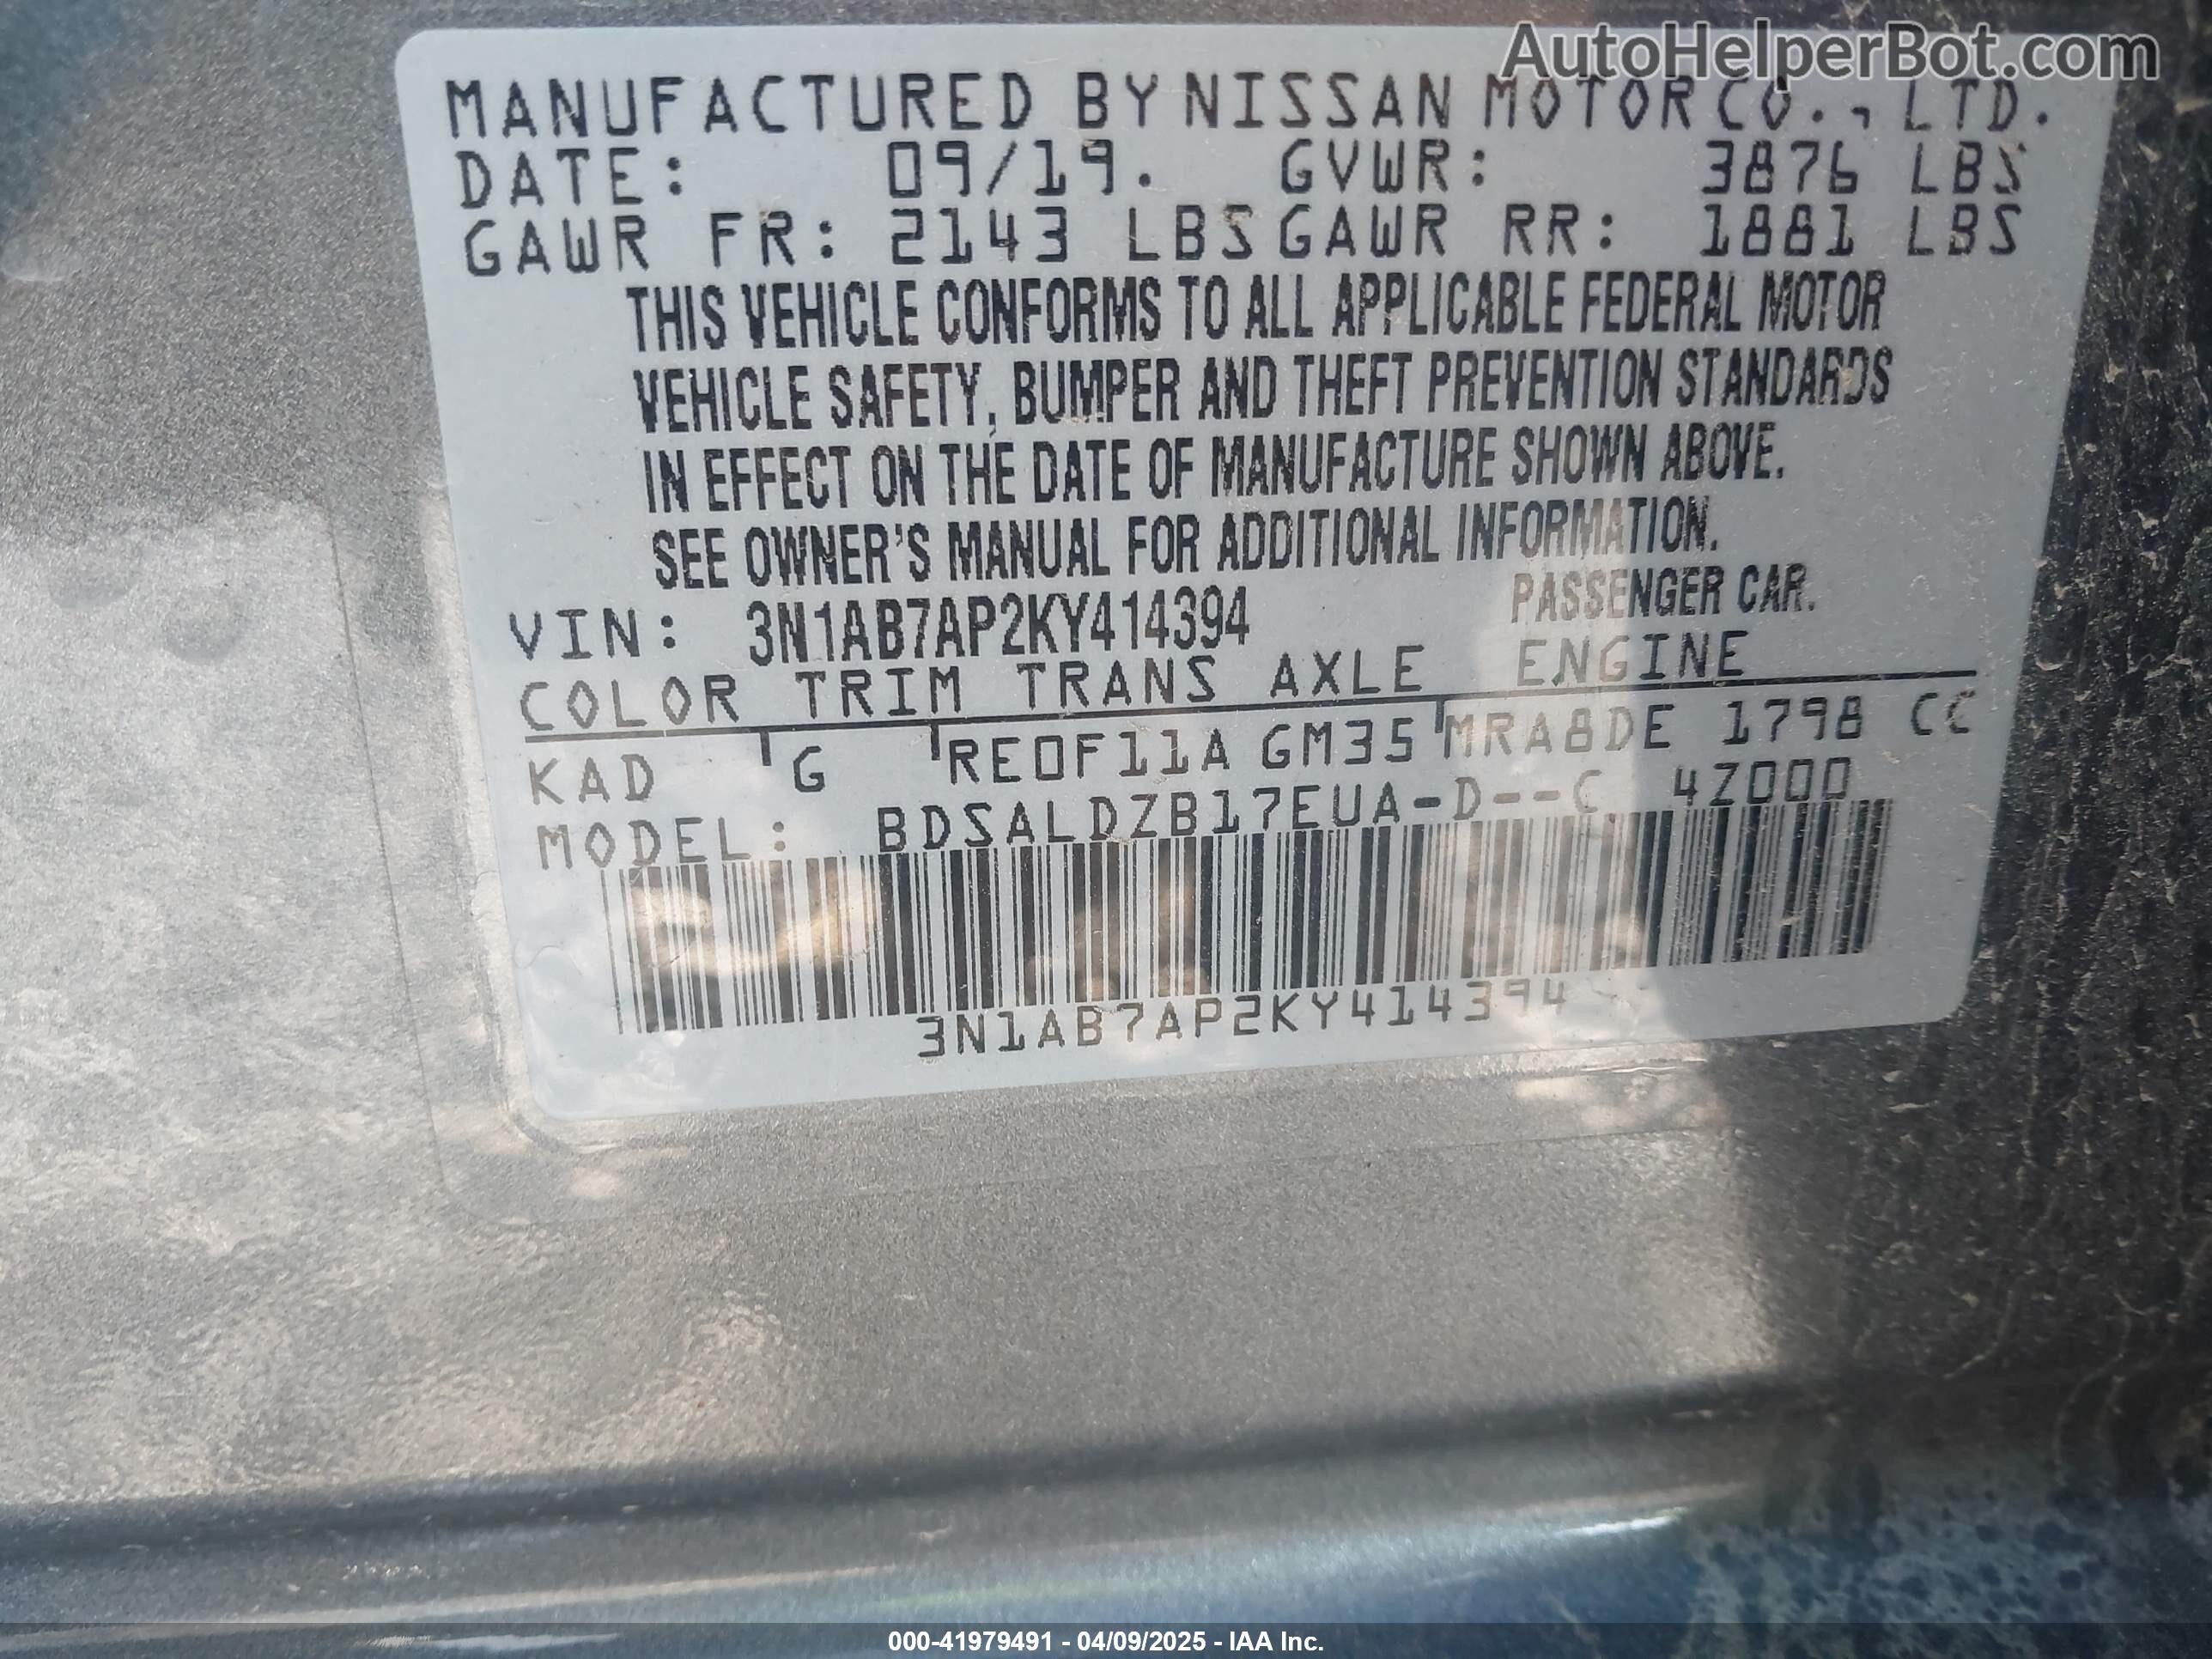 AutoHelperBot.com
MANUFACTURED BY NISSAN MOTOR CO., LTD.
DATE: 09/19. GVWR: 3876 LBS
GAWR FR: 2143 LBS GAWR RR: 1881 LBS
THIS VEHICLE CONFORMS TO ALL APPLICABLE FEDERAL MOTOR
VEHICLE SAFETY, BUMPER AND THEFT PREVENTION STANDARDS
IN EFFECT ON THE DATE OF MANUFACTURE SHOWN ABOVE.
SEE OWNER'S MANUAL FOR ADDITIONAL INFORMATION.
VIN: 3N1AB7AP2KY414394 PASSENGER CAR.
COLOR TRIM TRANS AXLE ENGINE
KAD G RE0F11A GM35 MRA8DE 1798 CC
MODEL: BDSALDZB17EUA-D--C 4Z000
3N1AB7AP2KY414394
000-41979491 - 04/09/2025 - IAA Inc.